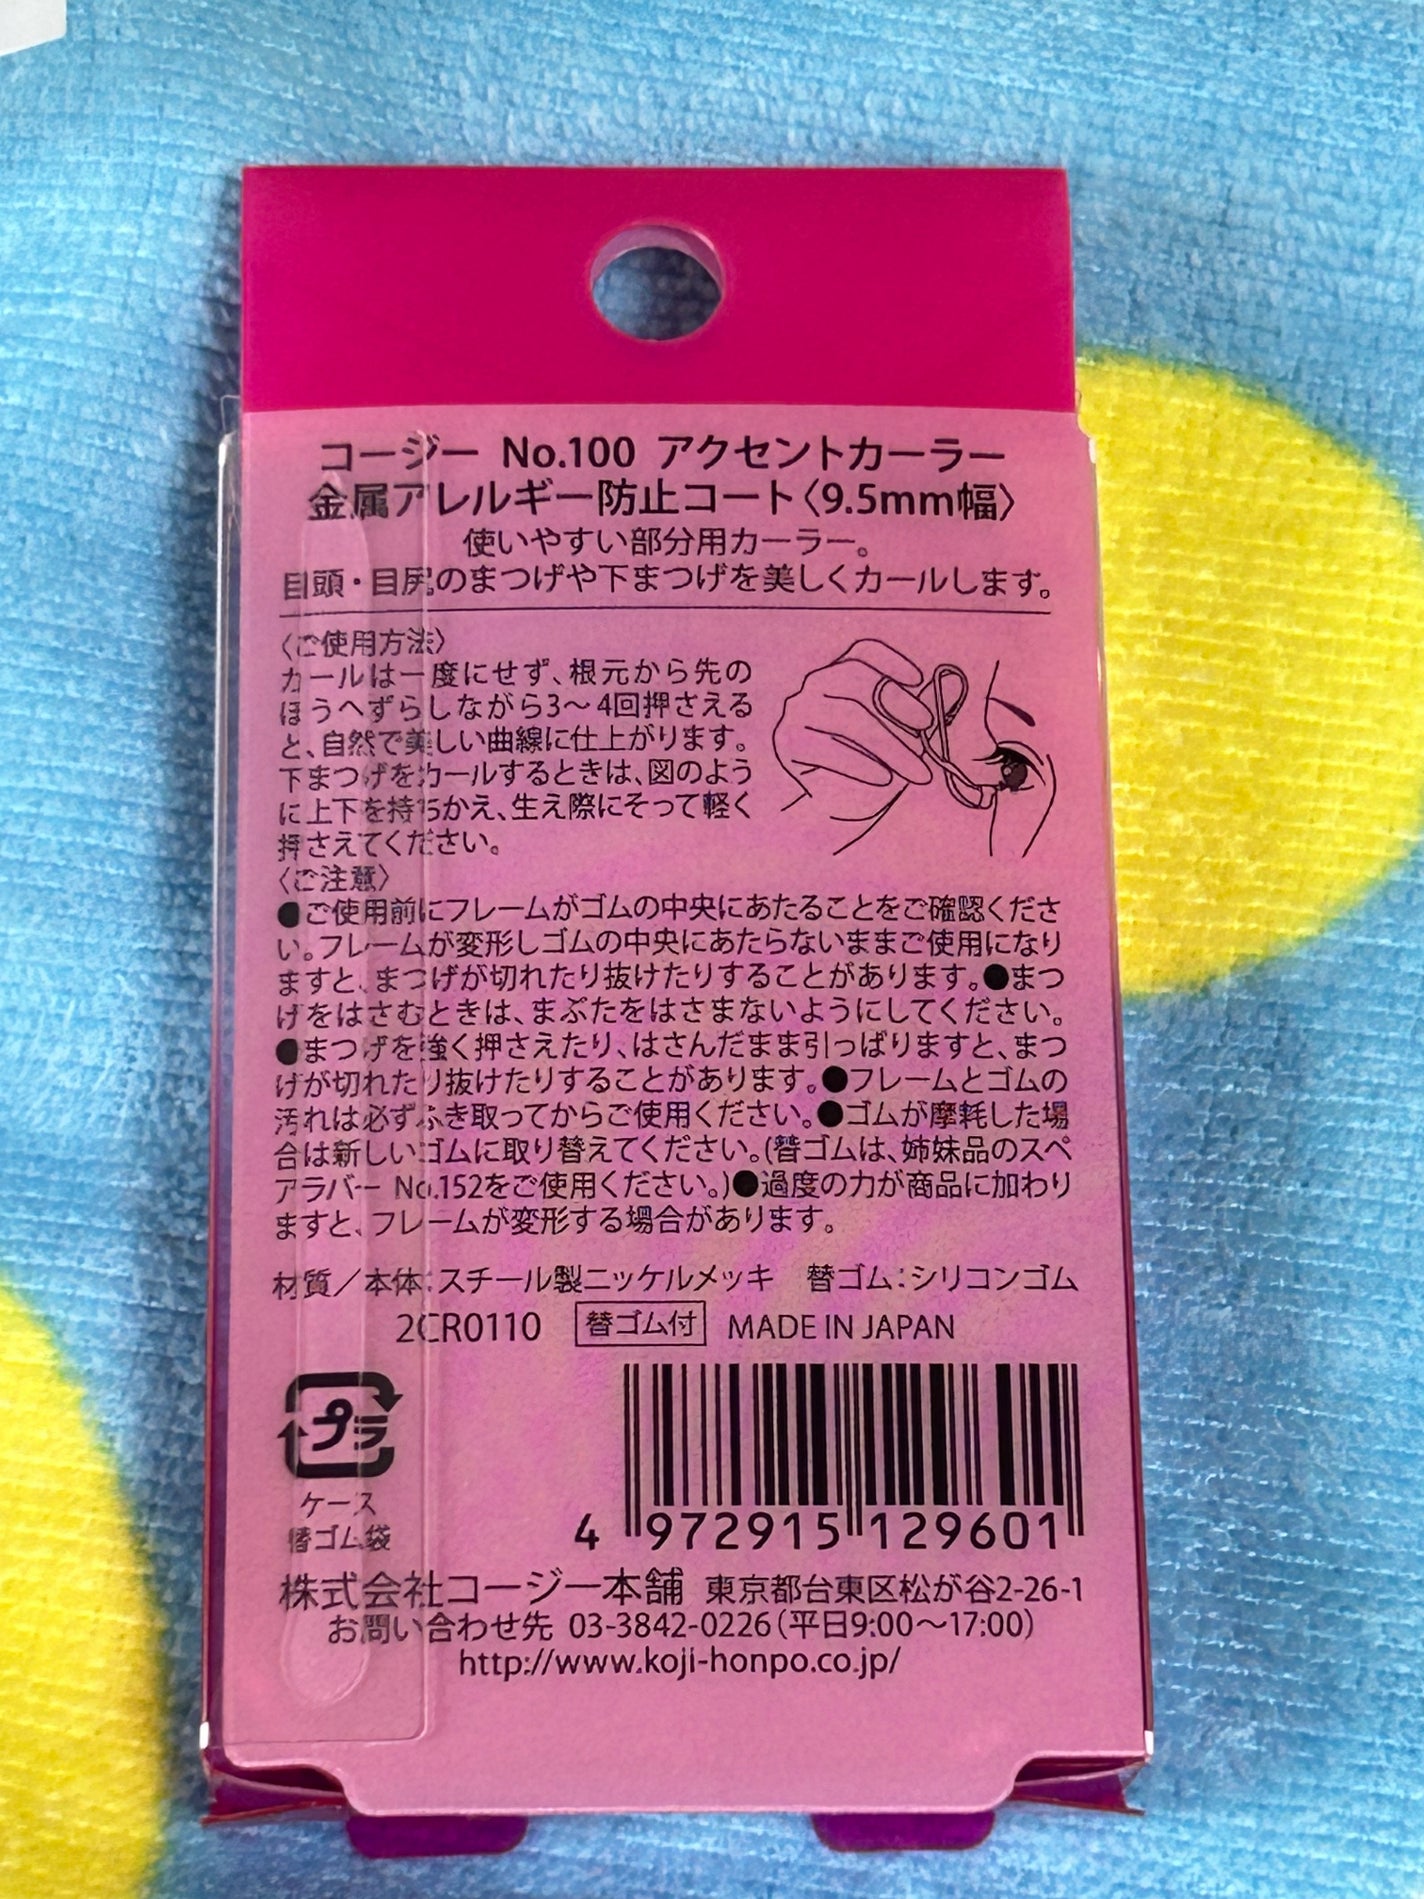 コージー No.100 アクセントカーラー
金属アレルギー防止コート〈9.5mm幅〉
使いやすい部分用カーラー。
目頭・目尻のまつげや下まつげを美しくカールします。
〈ご使用方法〉
カールは一度にせず、根元から先の
ほうへずらしながら3〜4回押さえる
と、自然で美しい曲線に仕上がります。
下まつげをカールするときは、図のよう
に上下を持ちかえ、生え際にそって軽く
押さえてください。
〈ご注意〉
●ご使用前にフレームがゴムの中央にあたることをご確認くださ
い。フレームが変形しゴムの中央にあたらないままご使用になり
ますと、まつげが切れたり抜けたりすることがあります。●まつ
げをはさむときは、まぶたをはさまないようにしてください。
●まつげを強く押さえたり、はさんだまま引っぱりますと、まつ
げが切れたり抜けたりすることがあります。●フレームとゴムの
汚れは必ずふき取ってからご使用ください。●ゴムが摩耗した場
合は新しいゴムに取り替えてください。(替ゴムは、姉妹品のスペ
アラバー No.152をご使用ください。)●過度の力が商品に加わり
ますと、フレームが変形する場合があります。
材質／本体：スチール製ニッケルメッキ 替ゴム：シリコンゴム
2CR0110 替ゴム付 MADE IN JAPAN
プラ
ケース
替ゴム袋
4 972915 129601
株式会社コージー本舗 東京都台東区松が谷2-26-1
お問い合わせ先 03-3842-0226（平日9:00〜17:00）
http://www.koji-honpo.co.jp/